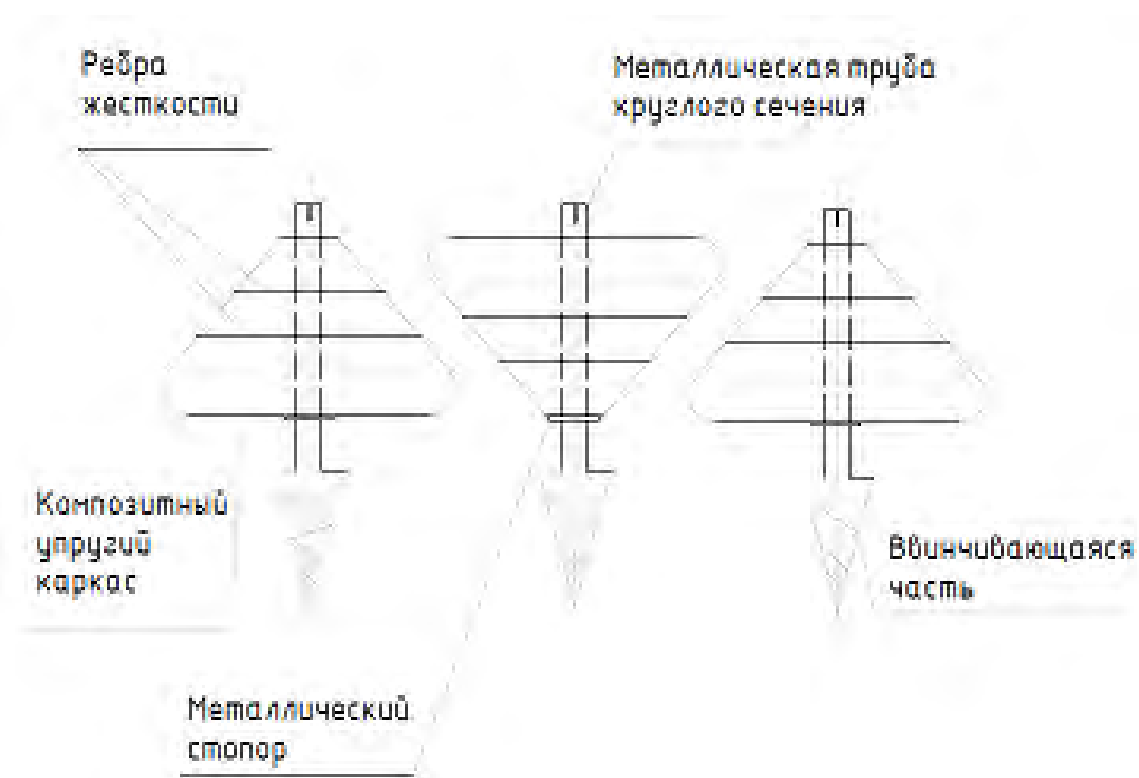 Ребра
жесткости
Металлическая труба
круглого сечения
Композитный
упругий
каркас
Ввинчивающаяся
часть
Металлический
стопор